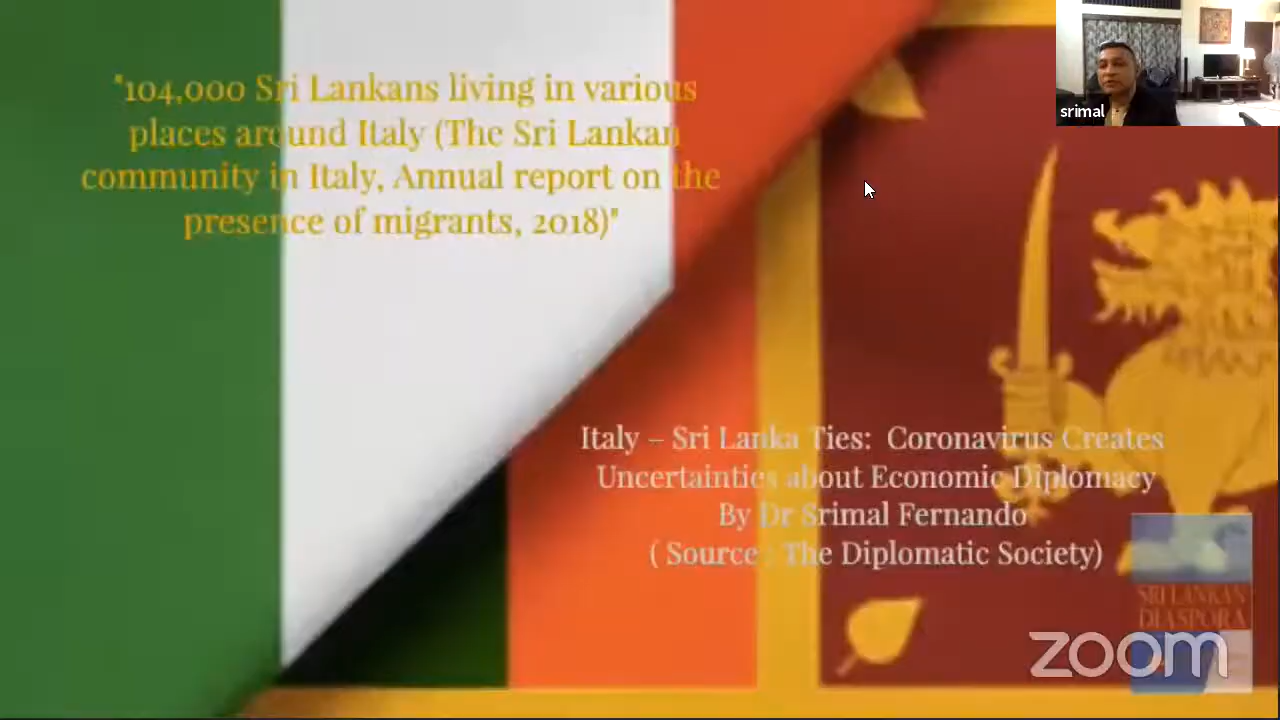 "104,000 Sri Lankans living in various
places around Italy (The Sri Lankan
community in Italy, Annual report on the
presence of migrants, 2018)"
srimal
Italy – Sri Lanka Ties: Coronavirus Creates
Uncertainties about Economic Diplomacy
By Dr Srimal Fernando
( Source : The Diplomatic Society)
SRI LANKAN
DIASPORA
zoom